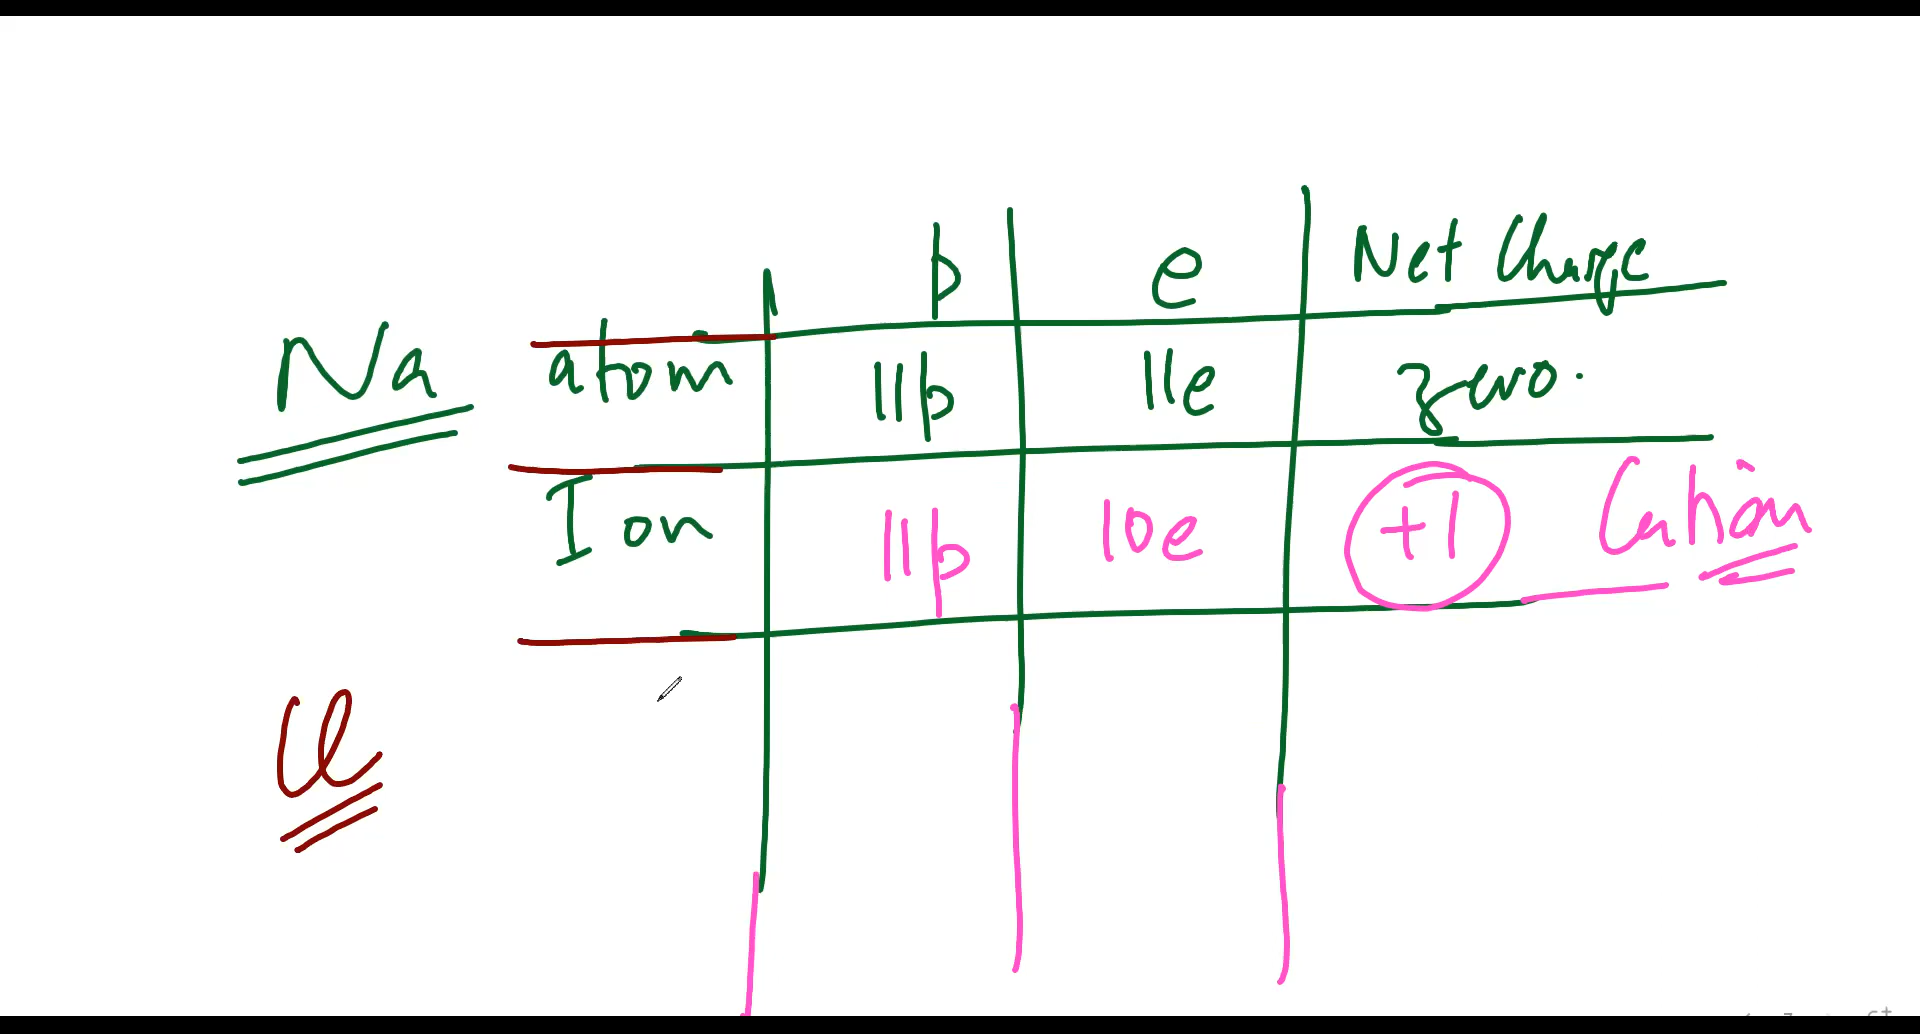 p e Net Charge
Na atom 11p 11e zero.
Ion 11p 10e +1 Cation
Cl